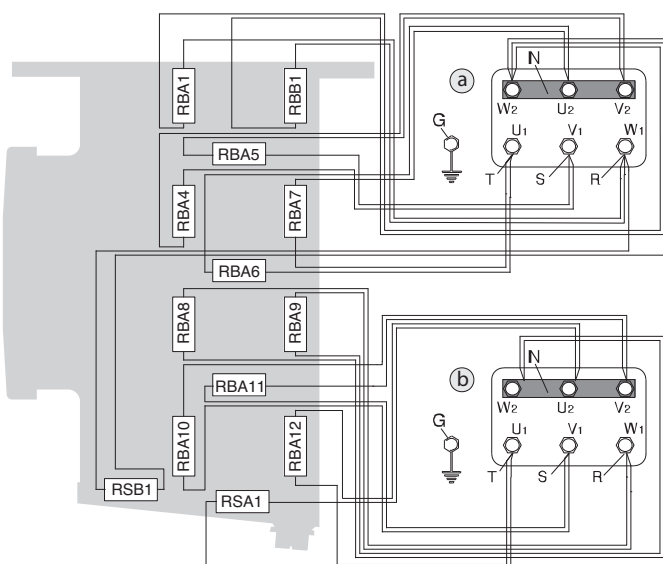 RBA1
RBB1
RBA5
RBA4
RBA7
RBA6
RBA8
RBA9
RBA11
RBA10
RBA12
RSB1
RSA1
a
N
W2 U2 V2
G
U1 V1 W1
T S R
b
N
W2 U2 V2
G
U1 V1 W1
T S R